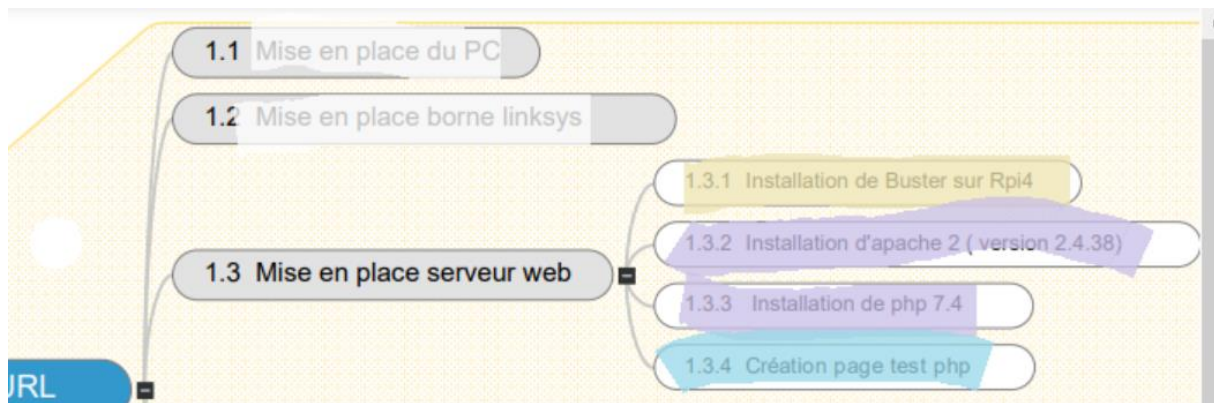 1.1 Mise en place du PC
1.2 Mise en place borne linksys
1.3 Mise en place serveur web
1.3.1 Installation de Buster sur Rpi4
1.3.2 Installation d'apache 2 ( version 2.4.38)
1.3.3 Installation de php 7.4
1.3.4 Création page test php